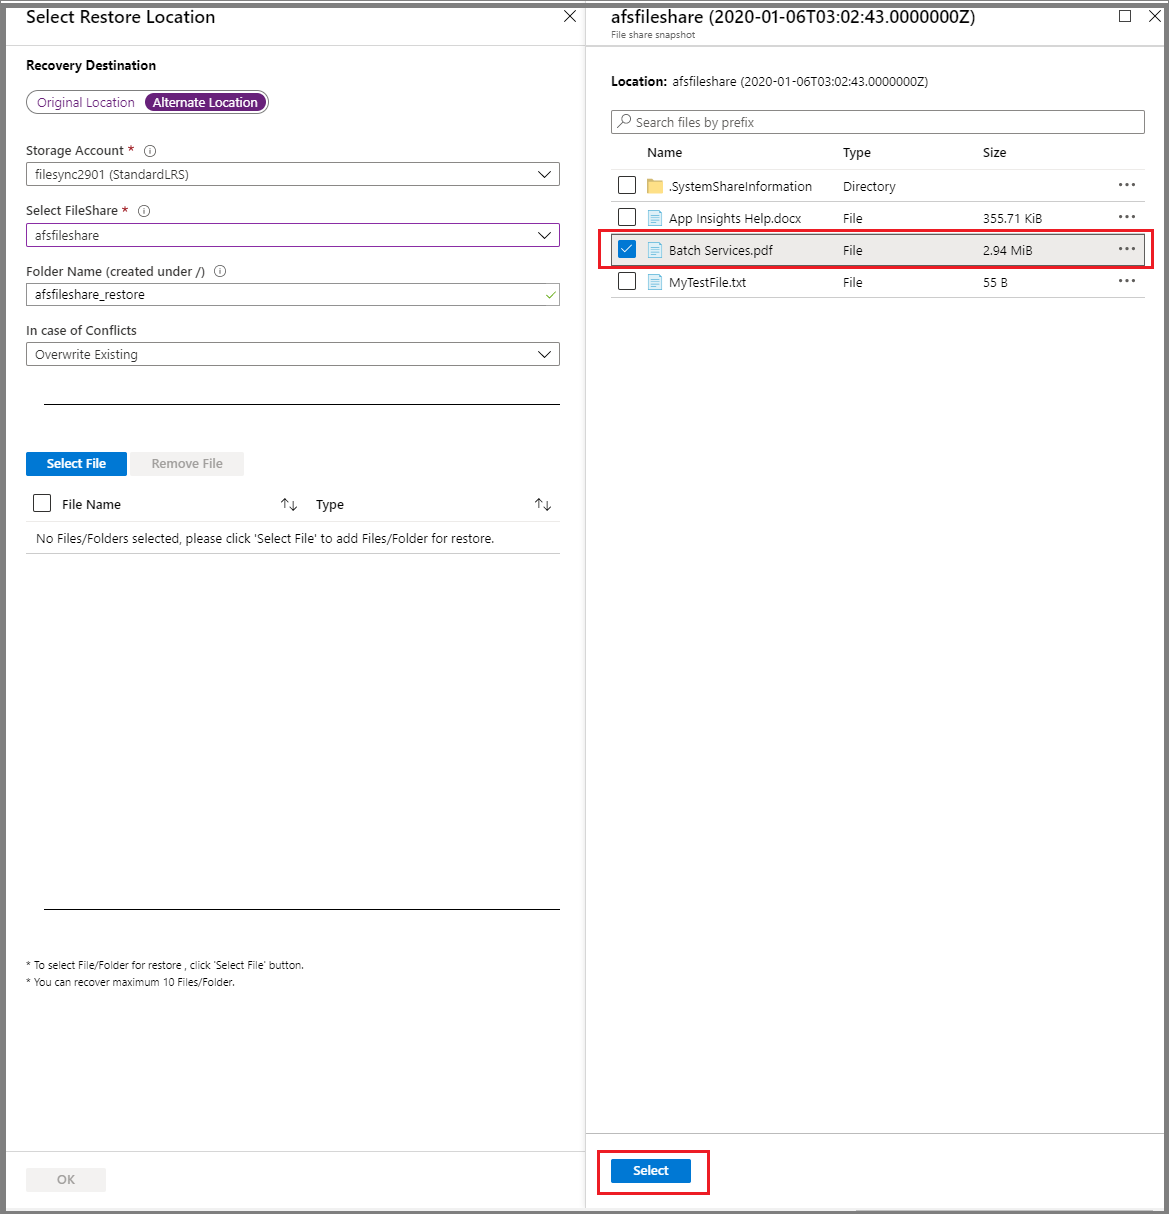 Select Restore Location
Recovery Destination
Original Location Alternate Location
Storage Account *
filesync2901 (StandardLRS)
Select FileShare *
afsfileshare
Folder Name (created under /)
afsfileshare_restore
In case of Conflicts
Overwrite Existing
Select File Remove File
File Name Type
No Files/Folders selected, please click 'Select File' to add Files/Folder for restore.
* To select File/Folder for restore , click 'Select File' button.
* You can recover maximum 10 Files/Folder.
OK
afsfileshare (2020-01-06T03:02:43.0000000Z)
File share snapshot
Location: afsfileshare (2020-01-06T03:02:43.0000000Z)
Search files by prefix
Name Type Size
.SystemShareInformation Directory
App Insights Help.docx File 355.71 KiB
Batch Services.pdf File 2.94 MiB
MyTestFile.txt File 55 B
Select